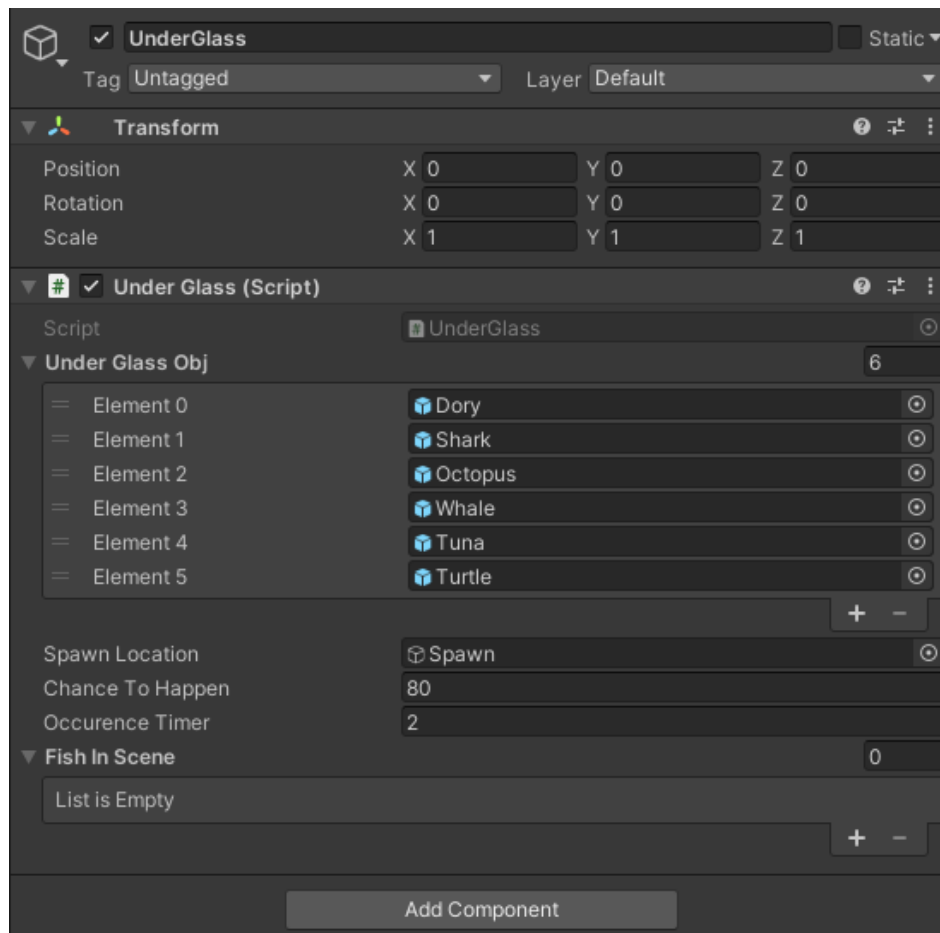 UnderGlass Static
Tag Untagged Layer Default
Transform
Position X 0 Y 0 Z 0
Rotation X 0 Y 0 Z 0
Scale X 1 Y 1 Z 1
# Under Glass (Script)
Script # UnderGlass
Under Glass Obj 6
Element 0 Dory
Element 1 Shark
Element 2 Octopus
Element 3 Whale
Element 4 Tuna
Element 5 Turtle
+ -
Spawn Location Spawn
Chance To Happen 80
Occurence Timer 2
Fish In Scene 0
List is Empty
+ -
Add Component